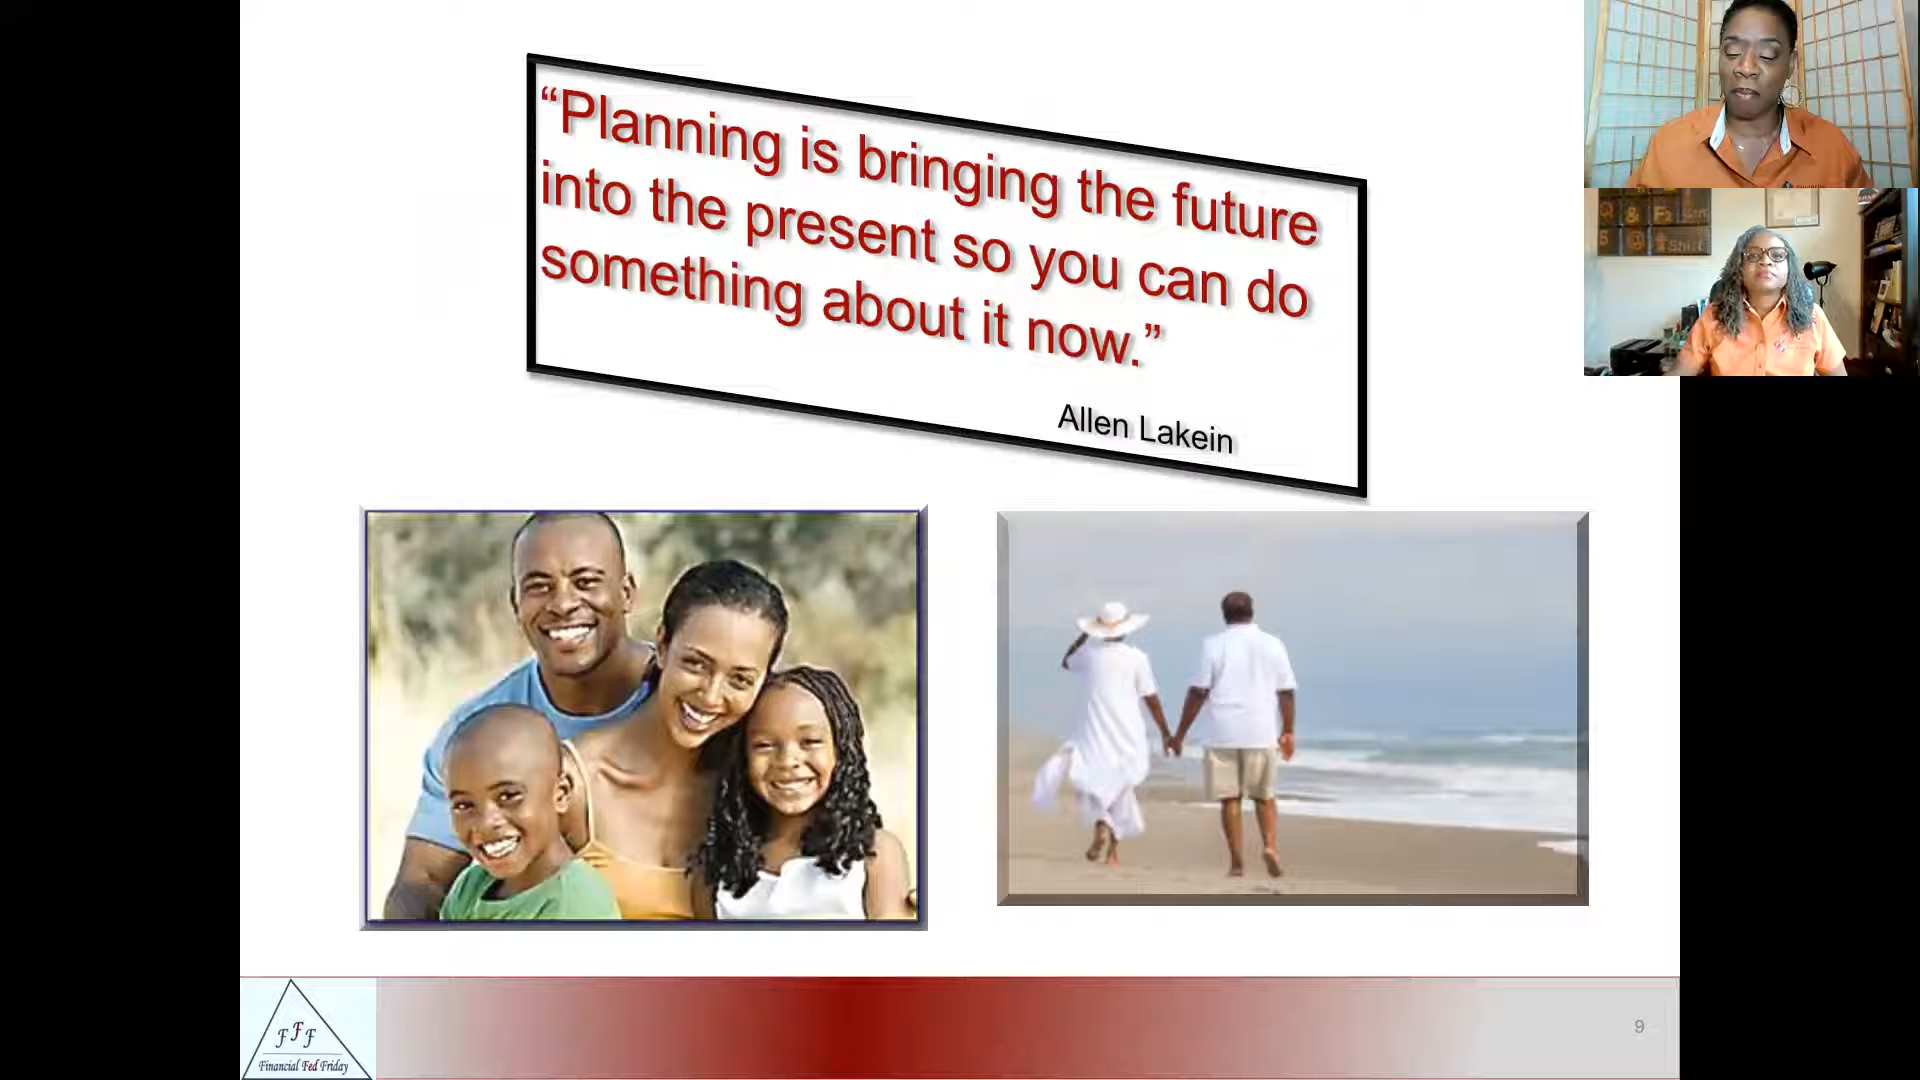 “Planning is bringing the future
into the present so you can do
something about it now.”
Allen Lakein
F F F
Financial Fed Friday
9